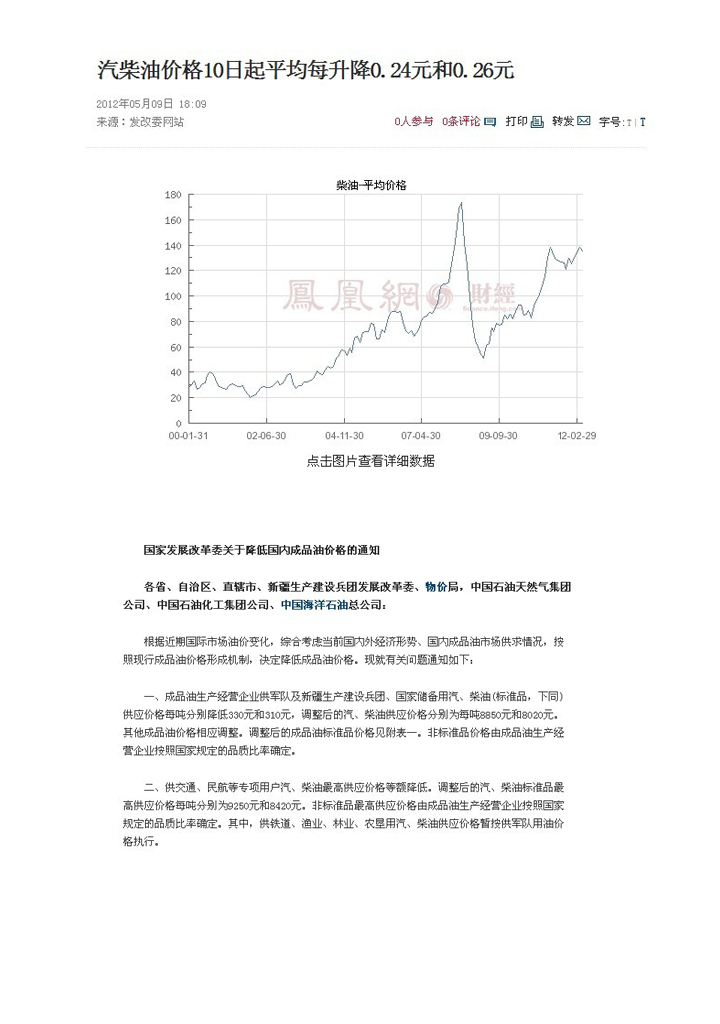 汽柴油价格10日起平均每升降0.24元和0.26元
2012年05月09日 18:09
来源：发改委网站
0人参与 0条评论 打印 转发 字号:T|T
柴油-平均价格
180
160
140
120
100
80
60
40
20
0
鳳凰網 財經
finance.ifeng.com
00-01-31 02-06-30 04-11-30 07-04-30 09-09-30 12-02-29
点击图片查看详细数据
国家发展改革委关于降低国内成品油价格的通知
各省、自治区、直辖市、新疆生产建设兵团发展改革委、物价局，中国石油天然气集团
公司、中国石油化工集团公司、中国海洋石油总公司：
根据近期国际市场油价变化，综合考虑当前国内外经济形势、国内成品油市场供求情况，按
照现行成品油价格形成机制，决定降低成品油价格。现就有关问题通知如下：
一、成品油生产经营企业供军队及新疆生产建设兵团、国家储备用汽、柴油(标准品，下同)
供应价格每吨分别降低330元和310元，调整后的汽、柴油供应价格分别为每吨8850元和8020元。
其他成品油价格相应调整。调整后的成品油标准品价格见附表一。非标准品价格由成品油生产经
营企业按照国家规定的品质比率确定。
二、供交通、民航等专项用户汽、柴油最高供应价格等额降低。调整后的汽、柴油标准品最
高供应价格每吨分别为9250元和8420元。非标准品最高供应价格由成品油生产经营企业按照国家
规定的品质比率确定。其中，供铁道、渔业、林业、农垦用汽、柴油供应价格暂按供军队用油价
格执行。